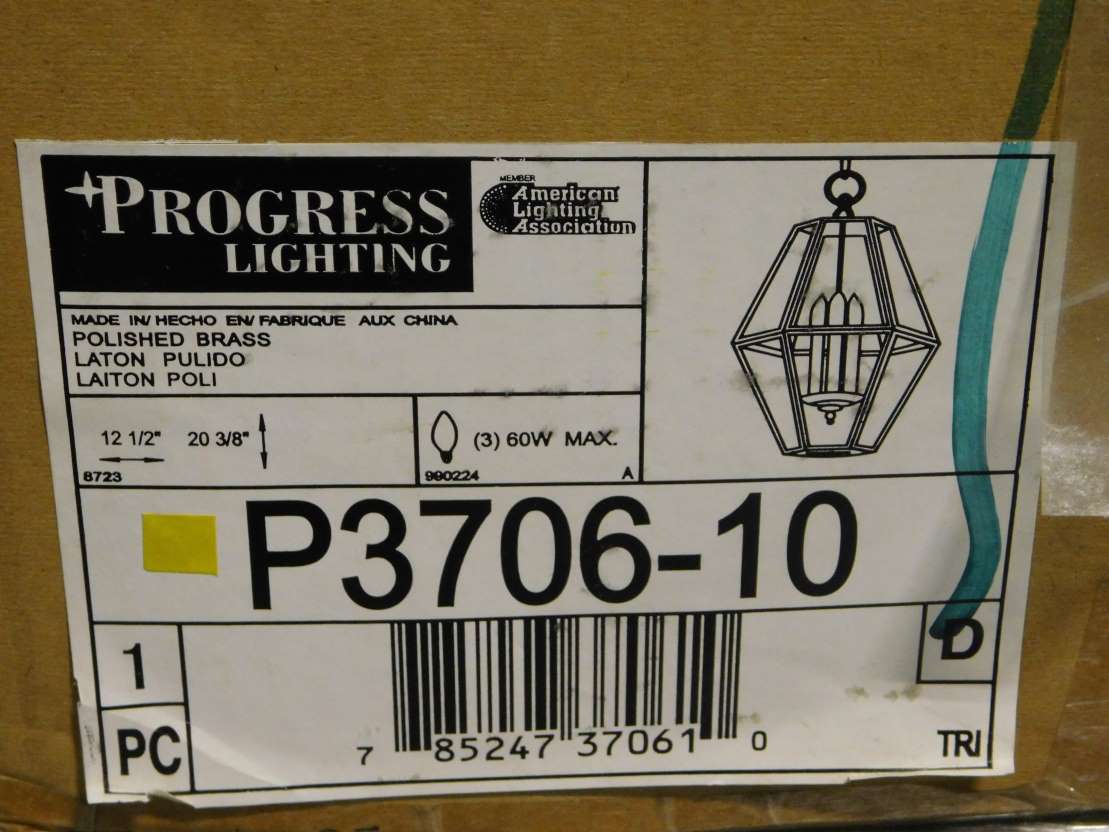 PROGRESS
LIGHTING
MEMBER
American
Lighting
Association
MADE IN/ HECHO EN/ FABRIQUE AUX CHINA
POLISHED BRASS
LATON PULIDO
LAITON POLI
12 1/2" 20 3/8"
8723
(3) 60W MAX.
990224 A
P3706-10
1
PC
D
7 85247 37061 0
TRI